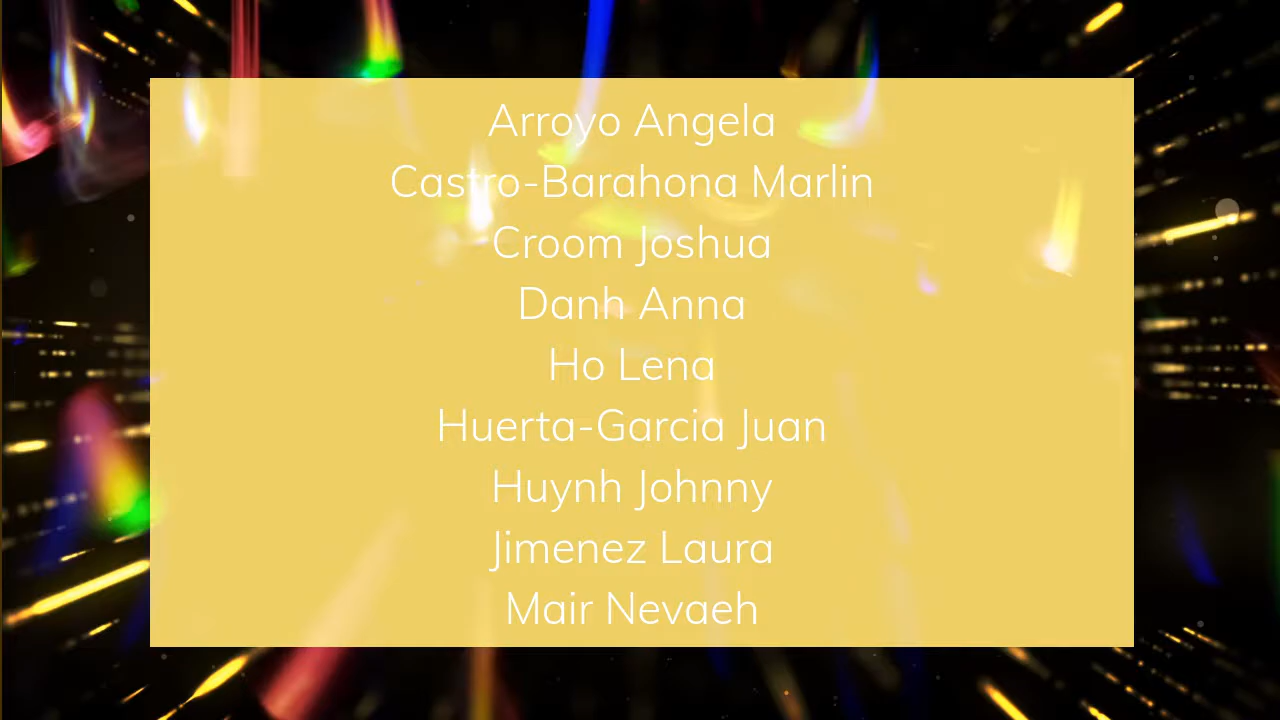 Arroyo Angela
Castro-Barahona Marlin
Croom Joshua
Danh Anna
Ho Lena
Huerta-Garcia Juan
Huynh Johnny
Jimenez Laura
Mair Nevaeh